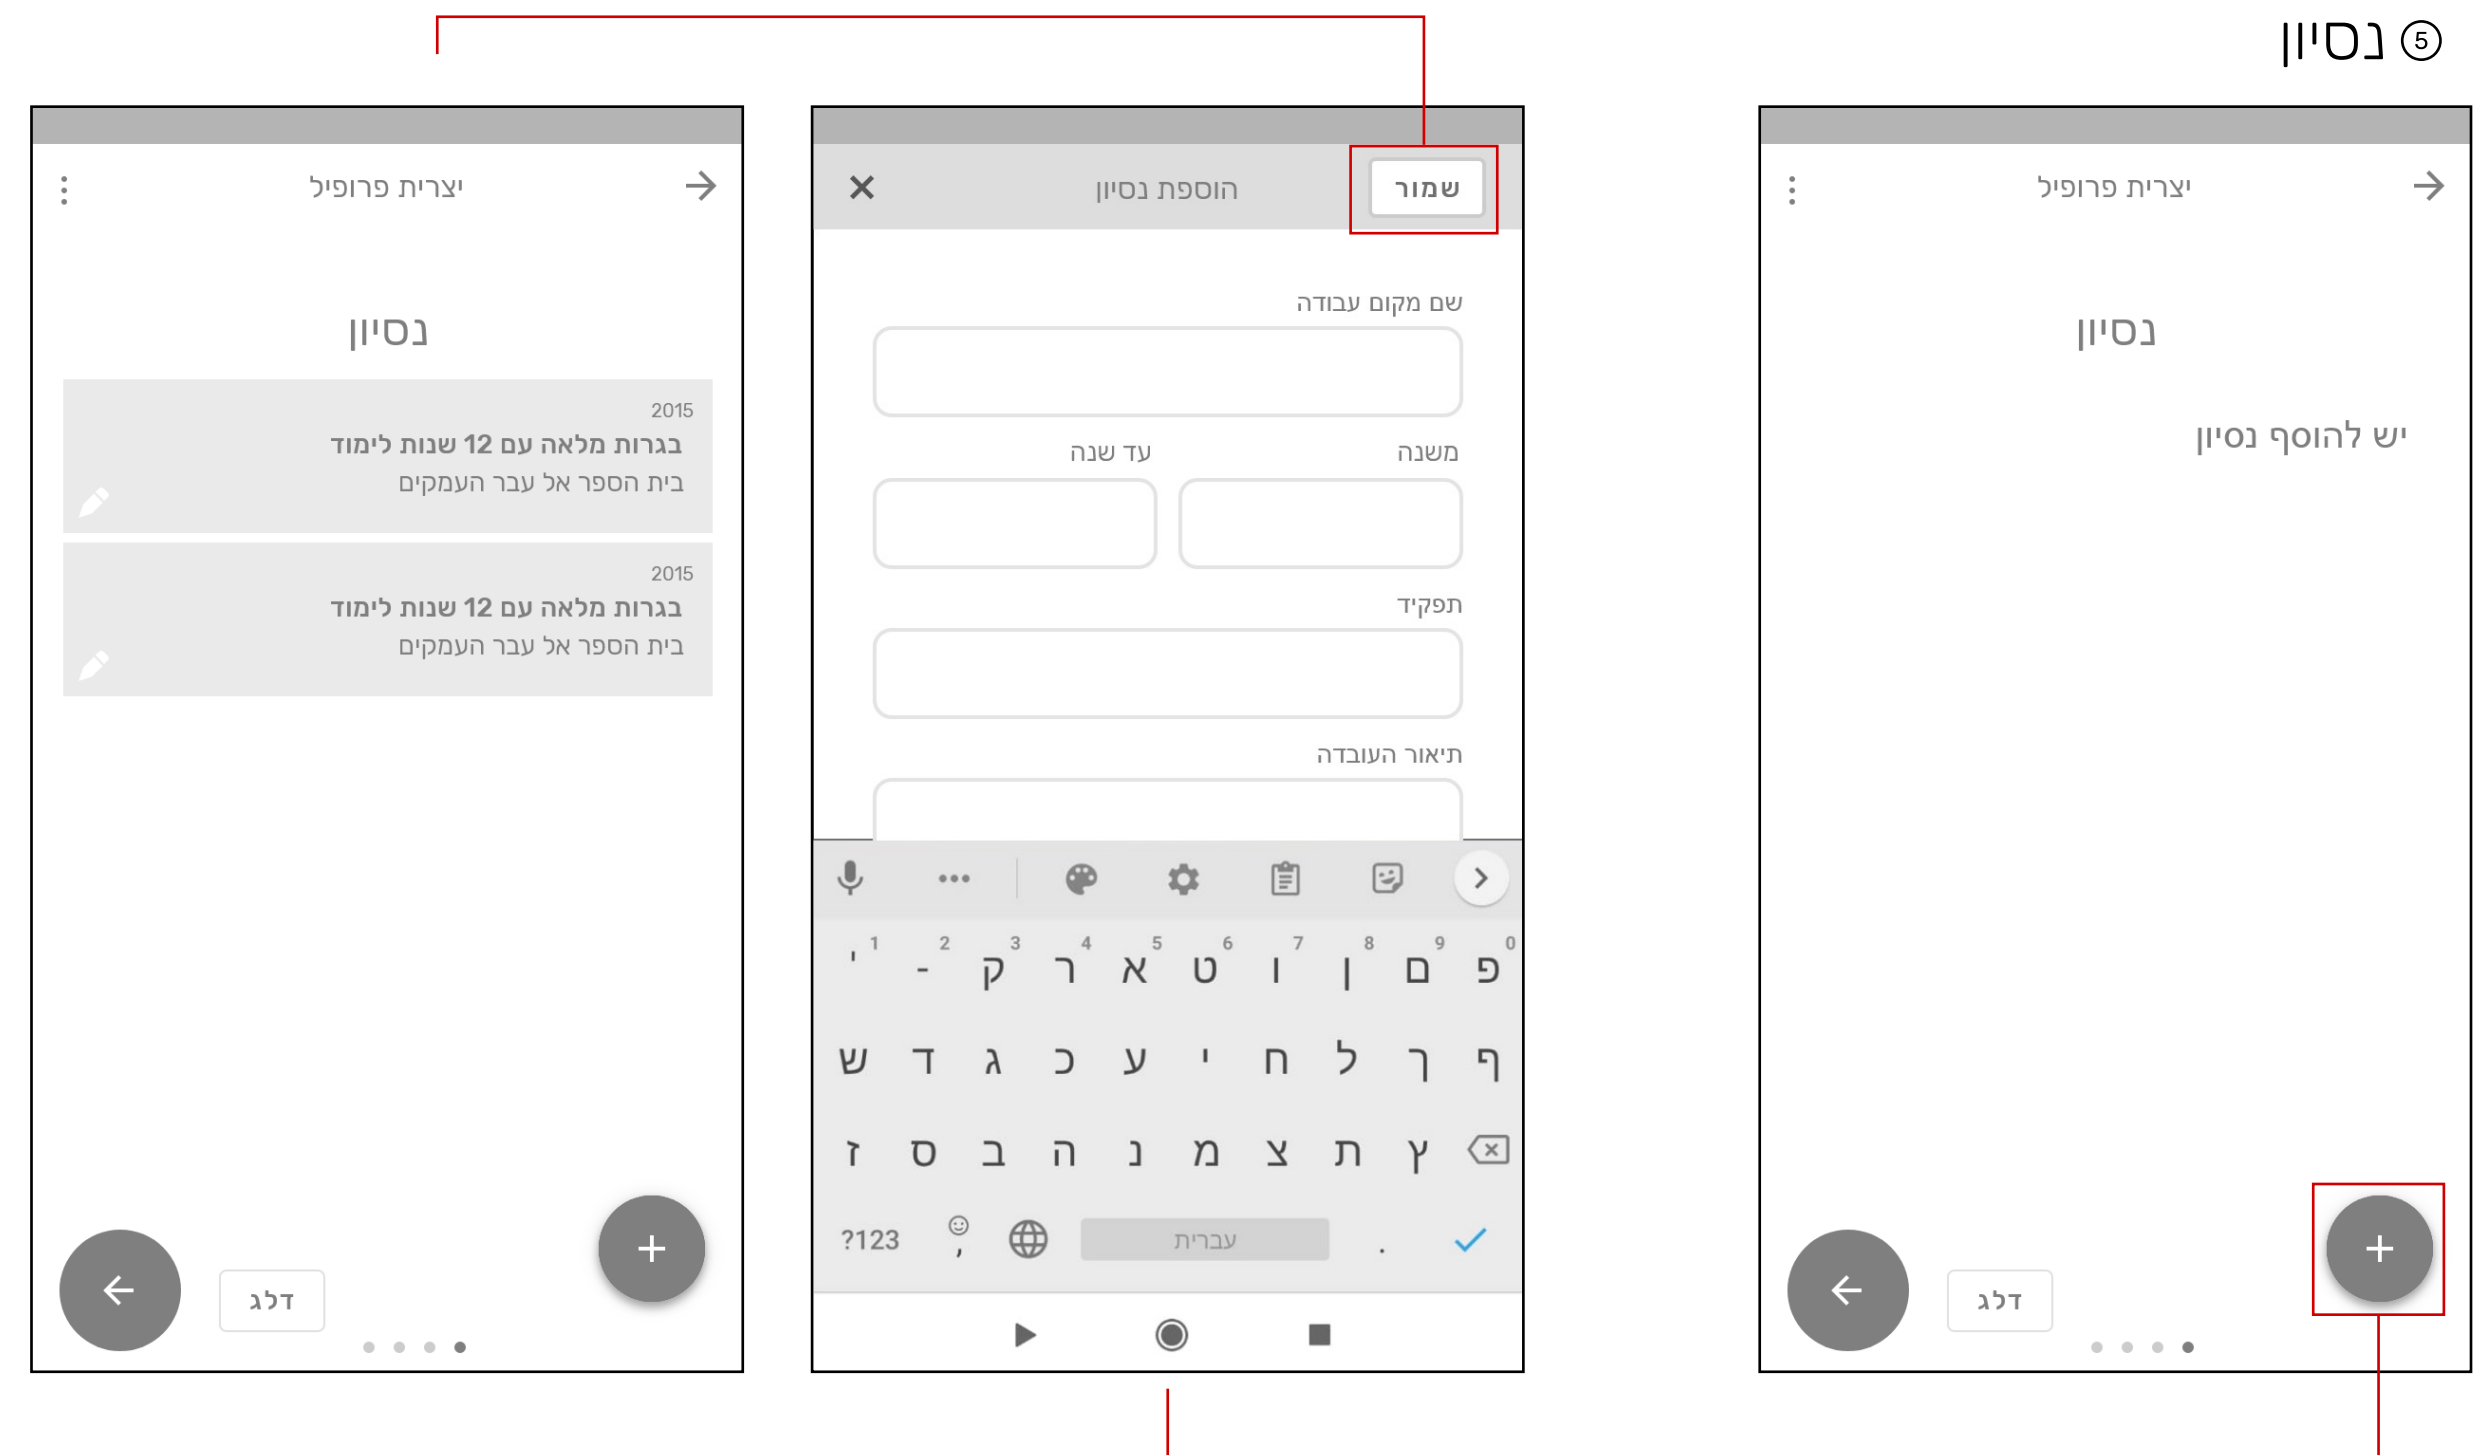 ⑤ נסיון
יצרית פרופיל
נסיון
יש להוסף נסיון
+
דלג
שמור
הוספת נסיון
שם מקום עבודה
משנה
עד שנה
תפקיד
תיאור העובדה
' 1 - 2 ק 3 ר 4 א 5 ט 6 ו 7 ן 8 ם 9 פ 0
ש ד ג כ ע י ח ל ך ף
ז ס ב ה נ מ צ ת ץ
?123 , עברית .
יצרית פרופיל
נסיון
2015
בגרות מלאה עם 12 שנות לימוד
בית הספר אל עבר העמקים
2015
בגרות מלאה עם 12 שנות לימוד
בית הספר אל עבר העמקים
+
דלג